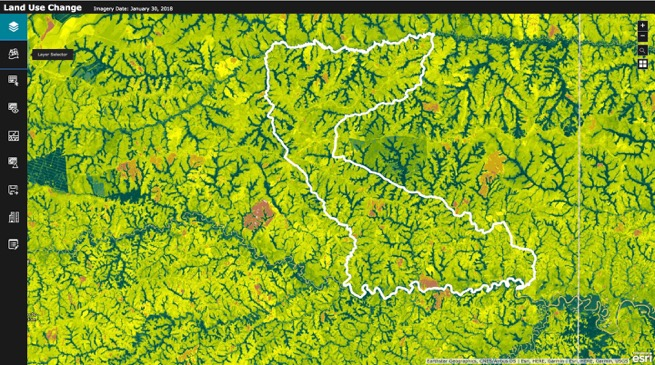 Land Use Change Imagery Date: January 30, 2018
Layer Selector
esri